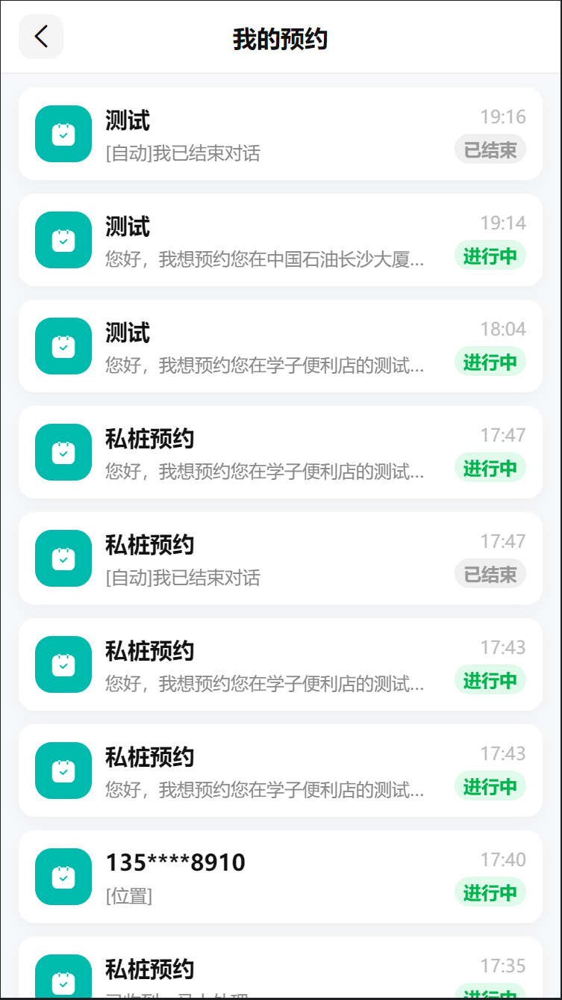 我的预约
测试
19:16
[自动]我已结束对话
已结束
测试
19:14
您好，我想预约您在中国石油长沙大厦...
进行中
测试
18:04
您好，我想预约您在学子便利店的测试...
进行中
私桩预约
17:47
您好，我想预约您在学子便利店的测试...
进行中
私桩预约
17:47
[自动]我已结束对话
已结束
私桩预约
17:43
您好，我想预约您在学子便利店的测试...
进行中
私桩预约
17:43
您好，我想预约您在学子便利店的测试...
进行中
135****8910
17:40
[位置]
进行中
私桩预约
17:35
进行中